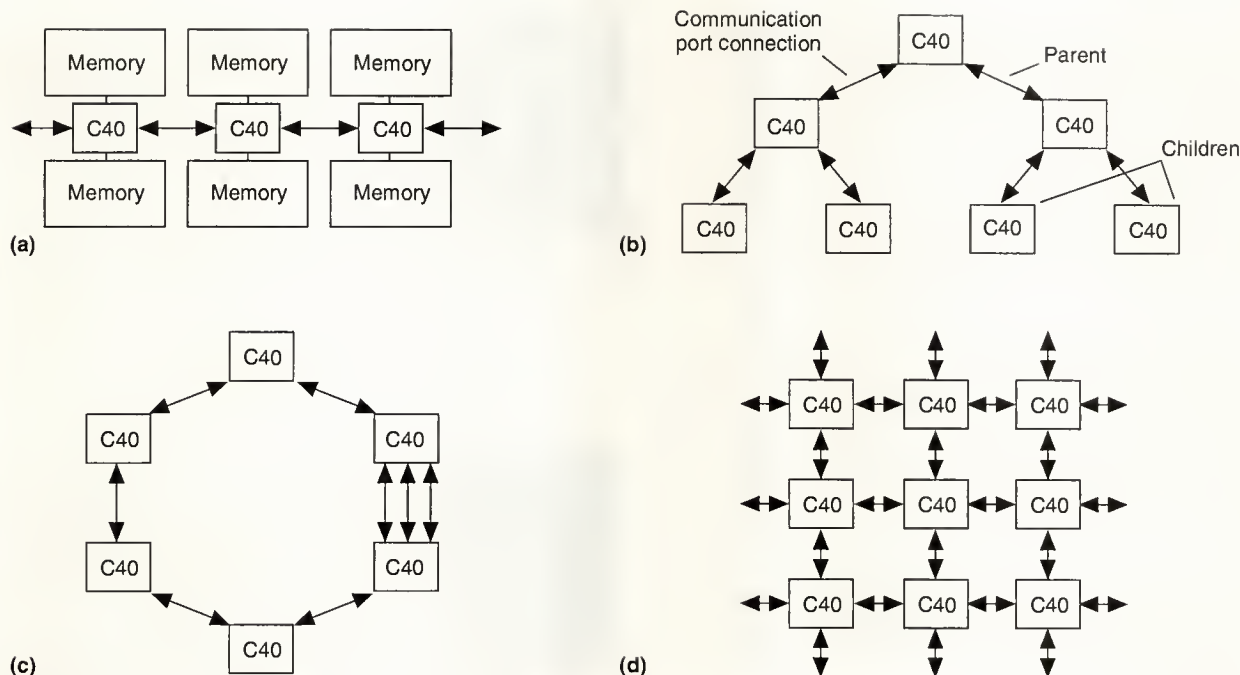 Memory Memory Memory
C40 C40 C40
Memory Memory Memory
(a)
Communication
port connection
C40
Parent
C40 C40
Children
C40 C40 C40 C40
(b)
C40
C40 C40
C40 C40
C40
(c)
C40 C40 C40
C40 C40 C40
C40 C40 C40
(d)